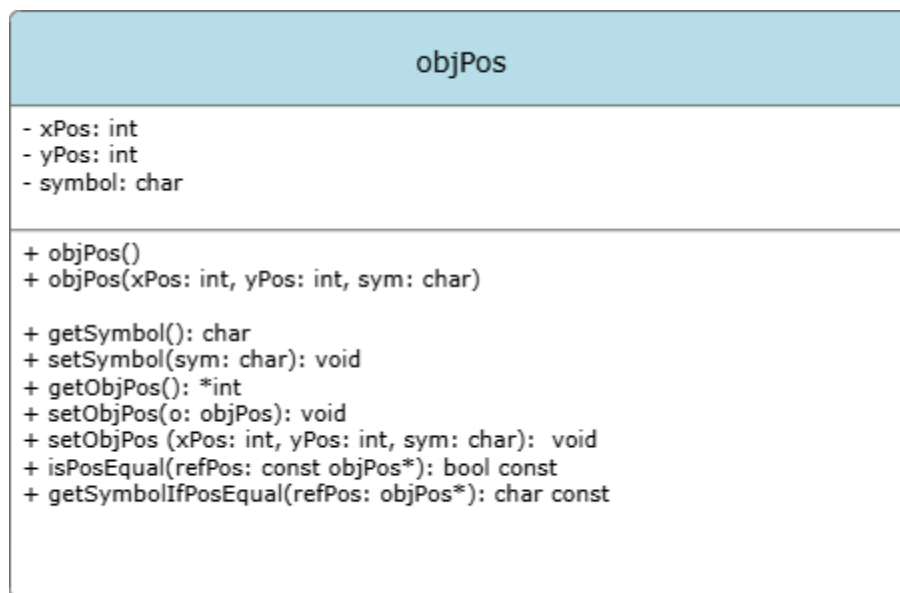 objPos
- xPos: int
- yPos: int
- symbol: char
+ objPos()
+ objPos(xPos: int, yPos: int, sym: char)
+ getSymbol(): char
+ setSymbol(sym: char): void
+ getObjPos(): *int
+ setObjPos(o: objPos): void
+ setObjPos (xPos: int, yPos: int, sym: char):  void
+ isPosEqual(refPos: const objPos*): bool const
+ getSymbolIfPosEqual(refPos: objPos*): char const